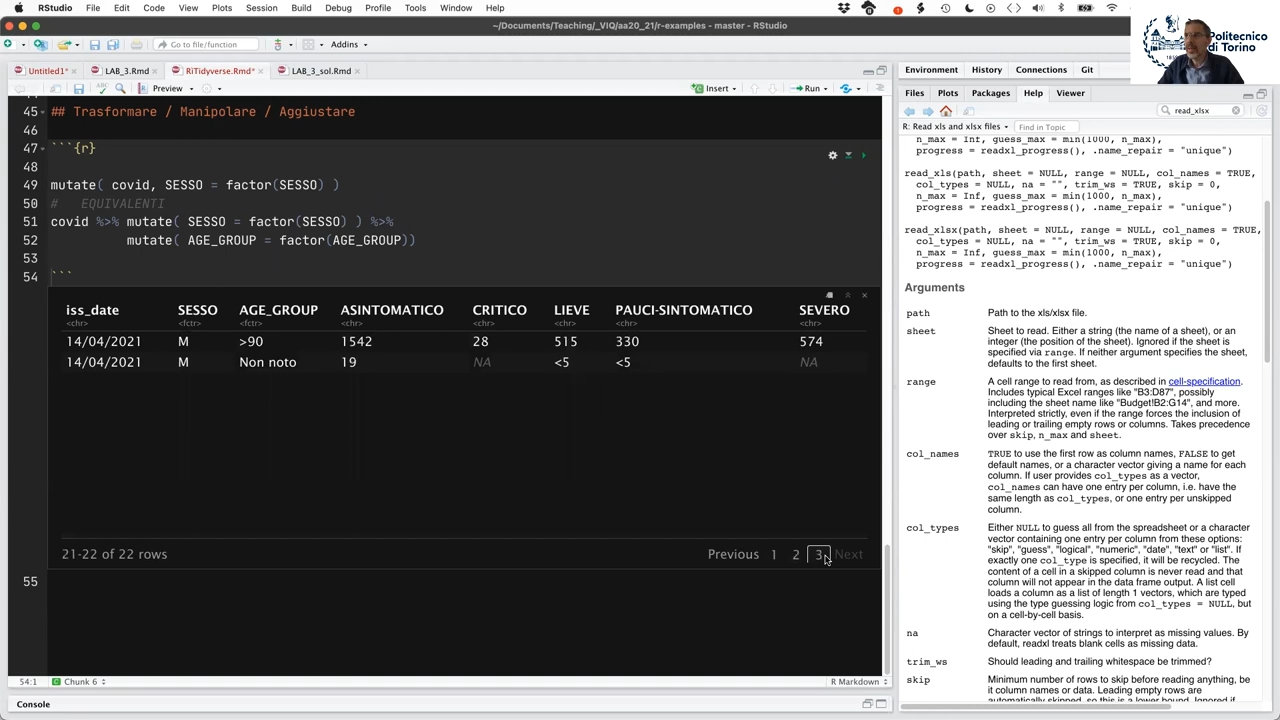 RStudio File Edit Code View Plots Session Build Debug Profile Tools Window Help
~/Documents/Teaching/_VIQ/aa20_21/r-examples - master - RStudio
Politecnico
di Torino
Go to file/function Addins
Untitled1* LAB_3.Rmd RiTidyverse.Rmd* LAB_3_sol.Rmd
Preview Insert Run
45 ## Trasformare / Manipolare / Aggiustare
46
47 ```{r}
48
49 mutate( covid, SESSO = factor(SESSO) )
50 # EQUIVALENTI
51 covid %>% mutate( SESSO = factor(SESSO) ) %>%
52 mutate( AGE_GROUP = factor(AGE_GROUP))
53
54 ```
iss_date SESSO AGE_GROUP ASINTOMATICO CRITICO LIEVE PAUCI-SINTOMATICO SEVERO
<chr> <fctr> <fctr> <chr> <chr> <chr> <chr> <chr>
14/04/2021 M >90 1542 28 515 330 574
14/04/2021 M Non noto 19 NA <5 <5 NA
21-22 of 22 rows Previous 1 2 3 Next
55
54:1 Chunk 6 R Markdown
Console
Environment History Connections Git
Files Plots Packages Help Viewer
read_xlsx
R: Read xls and xlsx files Find in Topic
n_max = Inf, guess_max = min(1000, n_max),
progress = readxl_progress(), .name_repair = "unique")
read_xls(path, sheet = NULL, range = NULL, col_names = TRUE,
col_types = NULL, na = "", trim_ws = TRUE, skip = 0,
n_max = Inf, guess_max = min(1000, n_max),
progress = readxl_progress(), .name_repair = "unique")
read_xlsx(path, sheet = NULL, range = NULL, col_names = TRUE,
col_types = NULL, na = "", trim_ws = TRUE, skip = 0,
n_max = Inf, guess_max = min(1000, n_max),
progress = readxl_progress(), .name_repair = "unique")
Arguments
path Path to the xls/xlsx file.
sheet Sheet to read. Either a string (the name of a sheet), or an
integer (the position of the sheet). Ignored if the sheet is
specified via range. If neither argument specifies the sheet,
defaults to the first sheet.
range A cell range to read from, as described in cell-specification.
Includes typical Excel ranges like "B3:D87", possibly
including the sheet name like "Budget!B2:G14", and more.
Interpreted strictly, even if the range forces the inclusion of
leading or trailing empty rows or columns. Takes precedence
over skip, n_max and sheet.
col_names TRUE to use the first row as column names, FALSE to get
default names, or a character vector giving a name for each
column. If user provides col_types as a vector,
col_names can have one entry per column, i.e. have the
same length as col_types, or one entry per unskipped
column.
col_types Either NULL to guess all from the spreadsheet or a character
vector containing one entry per column from these options:
"skip", "guess", "logical", "numeric", "date", "text" or "list". If
exactly one col_type is specified, it will be recycled. The
content of a cell in a skipped column is never read and that
column will not appear in the data frame output. A list cell
loads a column as a list of length 1 vectors, which are typed
using the type guessing logic from col_types = NULL, but
on a cell-by-cell basis.
na Character vector of strings to interpret as missing values. By
default, readxl treats blank cells as missing data.
trim_ws Should leading and trailing whitespace be trimmed?
skip Minimum number of rows to skip before reading anything, be
it column names or data. Leading empty rows are
automatically skipped, so this is a lower bound. Ignored if